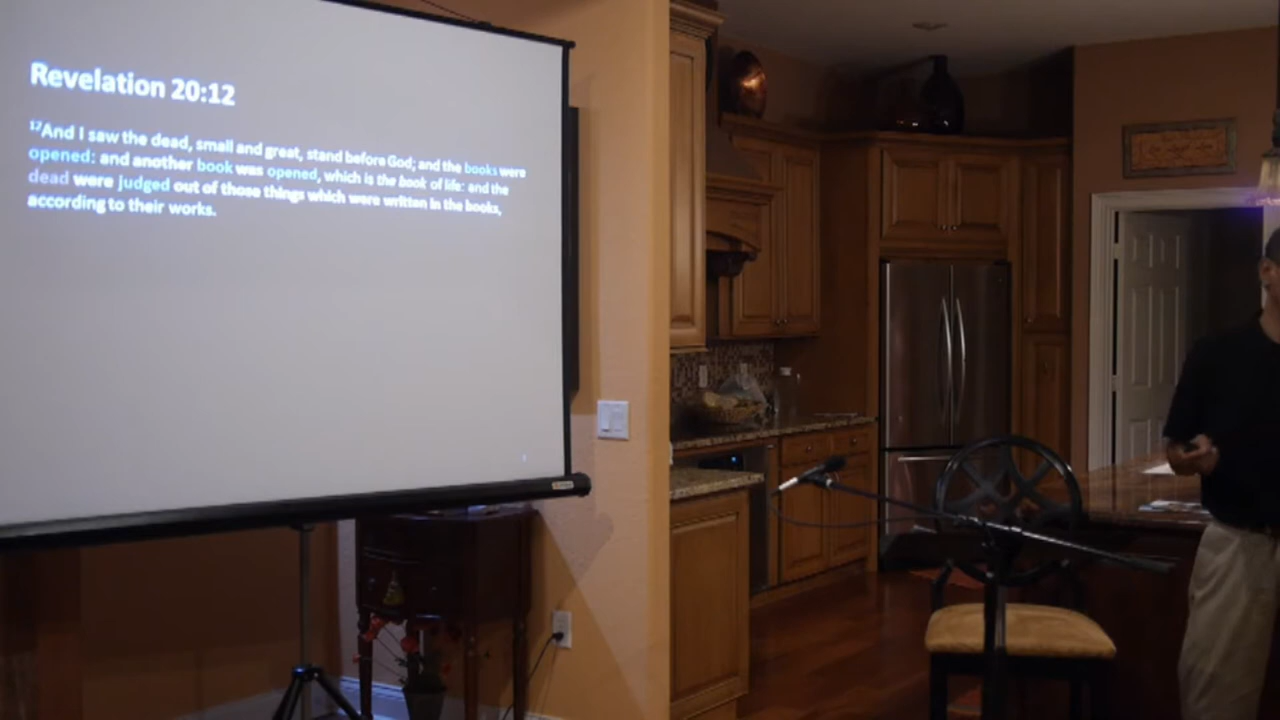 Revelation 20:12
12And I saw the dead, small and great, stand before God; and the books were
opened: and another book was opened, which is the book of life: and the
dead were judged out of those things which were written in the books,
according to their works.